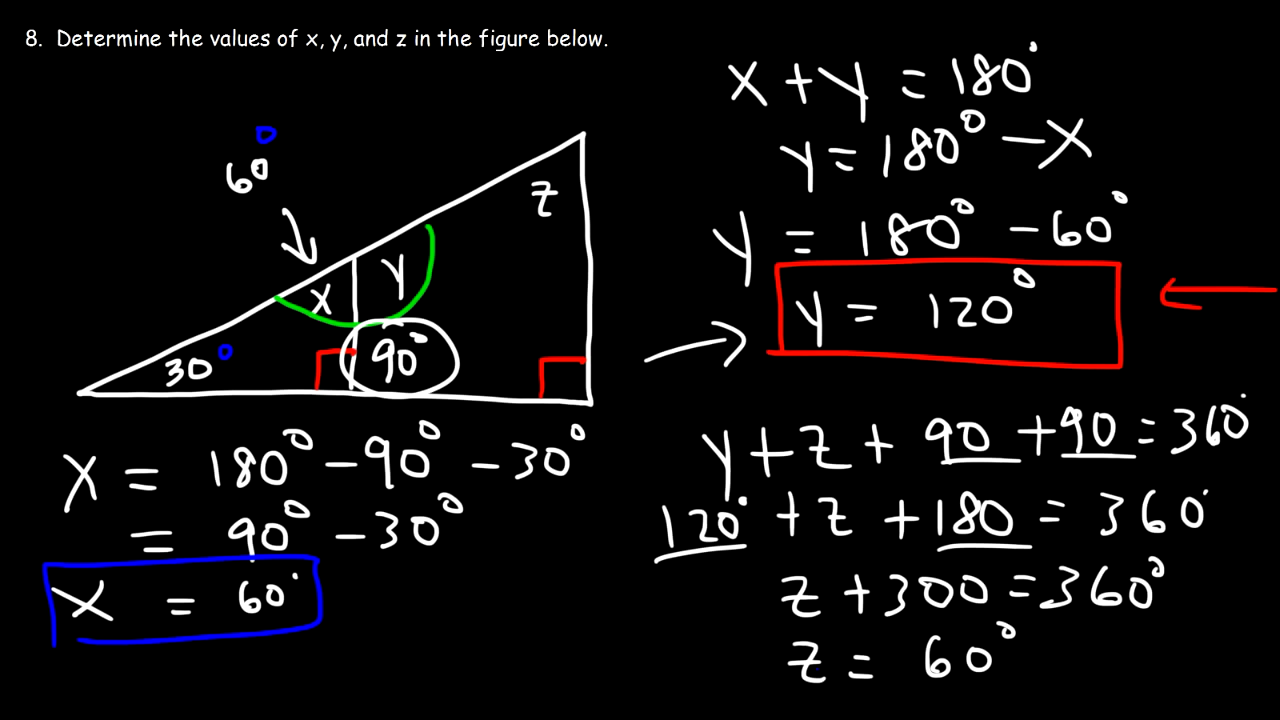 8. Determine the values of x, y, and z in the figure below.
60°
z
x y
30° 90°
x = 180° - 90° - 30°
= 90° - 30°
x = 60°
x + y = 180°
y = 180° - x
y = 180° - 60°
y = 120°
y + z + 90 + 90 = 360°
120° + z + 180 = 360°
z + 300 = 360°
z = 60°